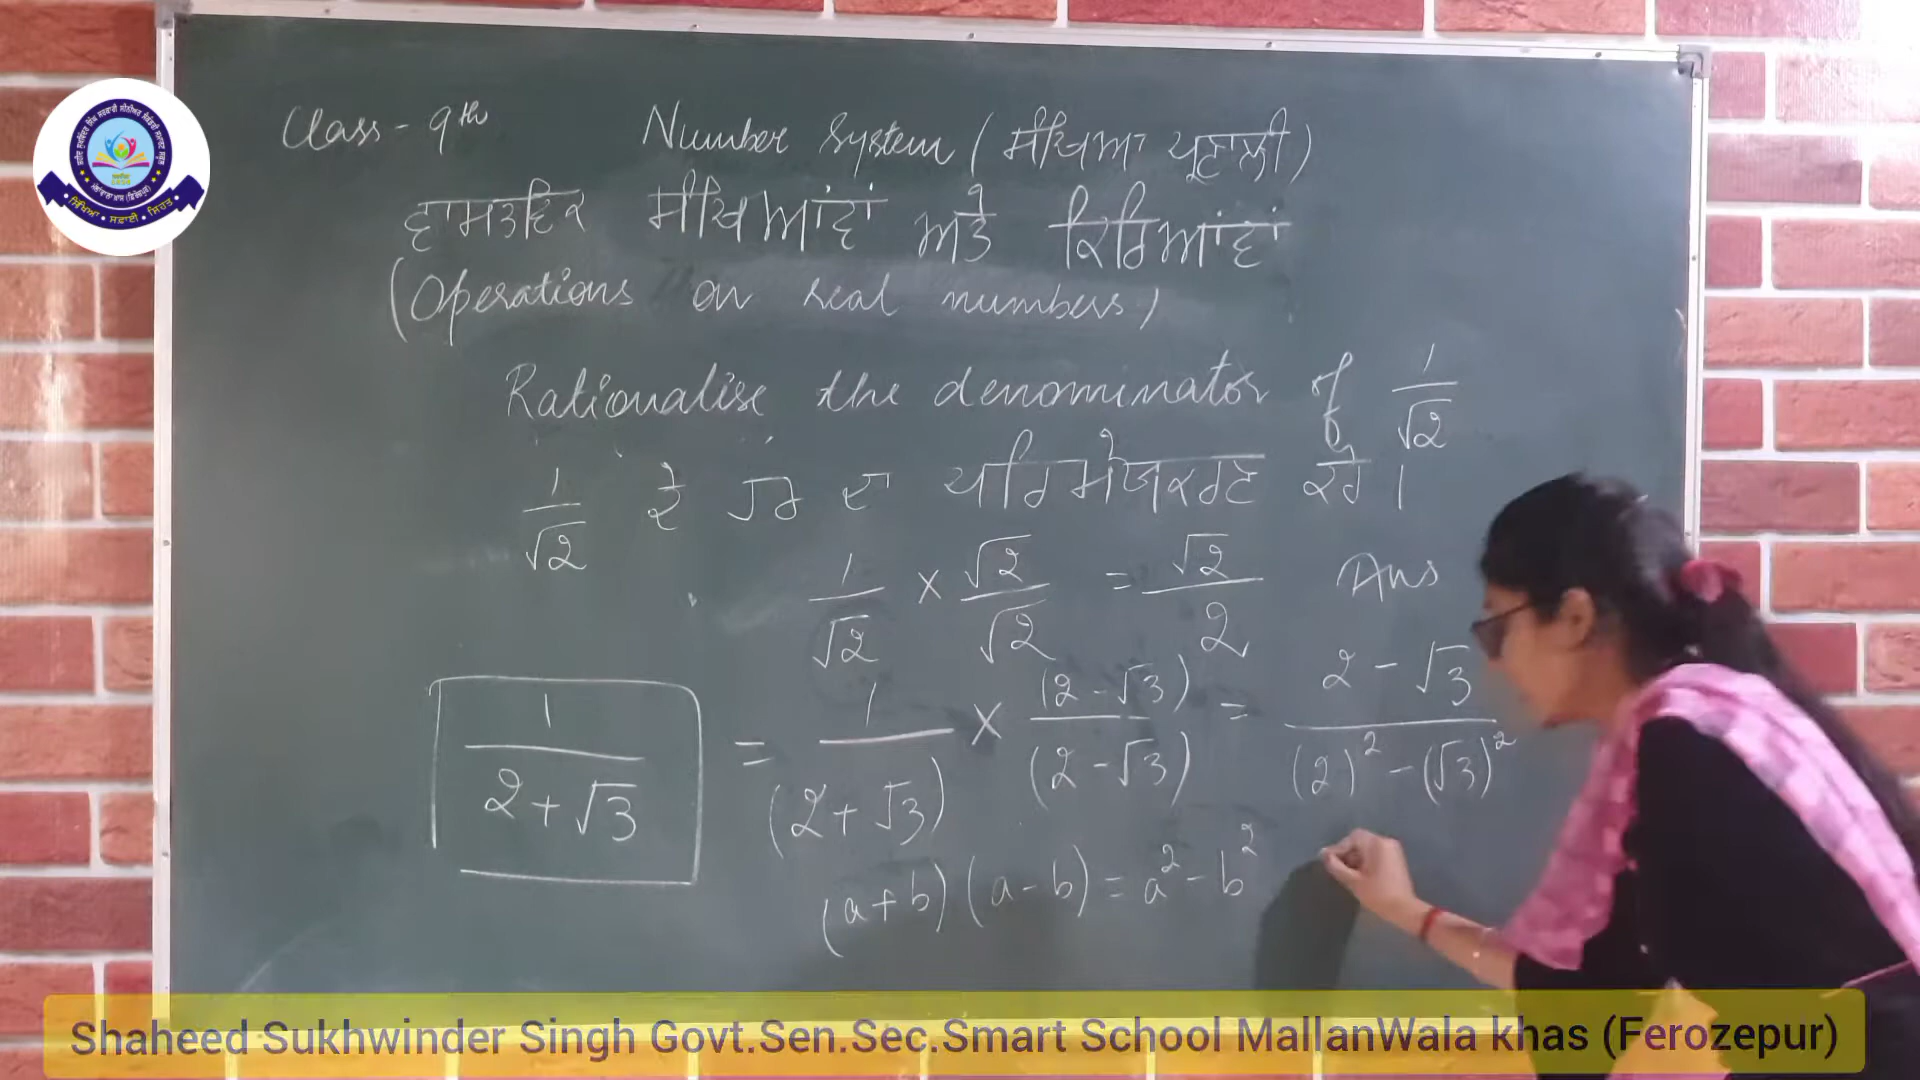 Class - 9th
Number System (ਸੰਖਿਆ ਪ੍ਰਣਾਲੀ)
ਵਾਸਤਵਿਕ ਸੰਖਿਆਂਵਾਂ ਅਤੇ ਕਿਰਿਆਂਵਾਂ
(Operations on real numbers)
Rationalise the denominator of 1/√2
1/√2 ਦੇ ਹਰ ਦਾ ਪਰਿਮੇਯਕਰਣ ਕਰੋ।
1/√2 × √2/√2 = √2/2 Ans
1/(2+√3) = 1/(2+√3) × (2-√3)/(2-√3) = 2-√3/(2)²-(√3)²
(a+b)(a-b) = a²-b²
ਸਿੱਖਿਆ • ਸਫ਼ਾਈ • ਸਿਹਤ
Shaheed Sukhwinder Singh Govt.Sen.Sec.Smart School MallanWala khas (Ferozepur)